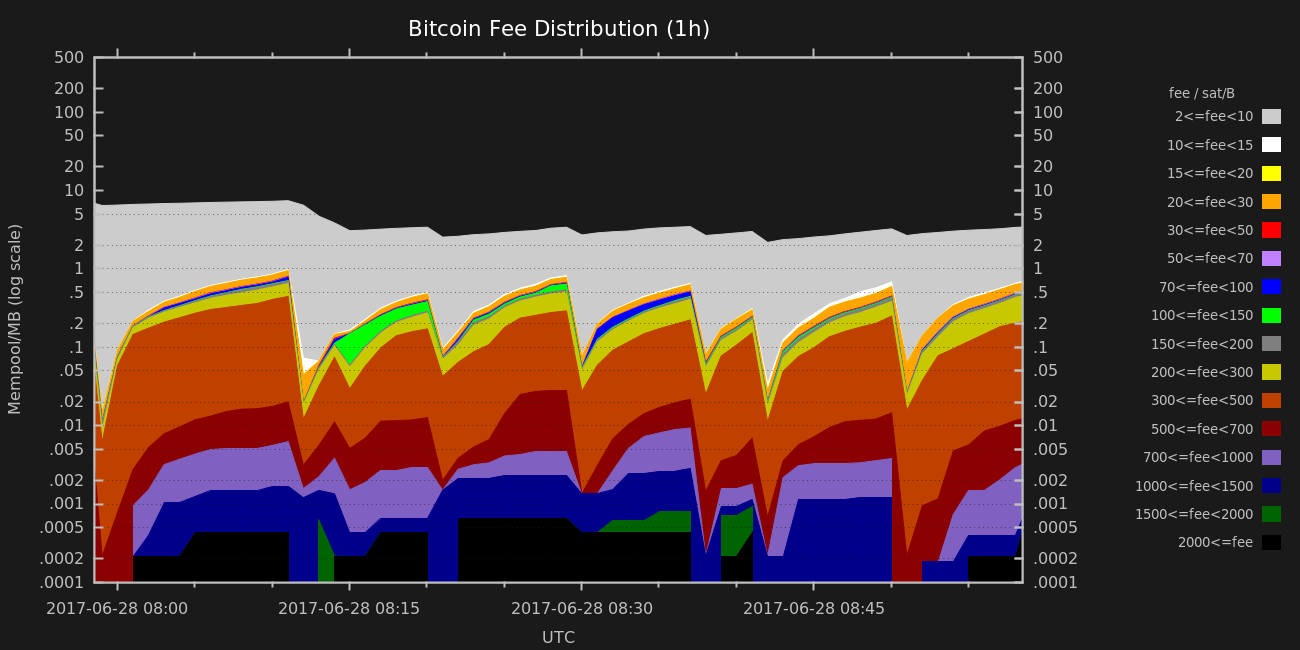 Bitcoin Fee Distribution (1h)
500
200
100
50
20
10
5
2
1
.5
.2
.1
.05
.02
.01
.005
.002
.001
.0005
.0002
.0001
Mempool/MB (log scale)
500
200
100
50
20
10
5
2
1
.5
.2
.1
.05
.02
.01
.005
.002
.001
.0005
.0002
.0001
2017-06-28 08:00
2017-06-28 08:15
2017-06-28 08:30
2017-06-28 08:45
UTC
fee / sat/B
2<=fee<10
10<=fee<15
15<=fee<20
20<=fee<30
30<=fee<50
50<=fee<70
70<=fee<100
100<=fee<150
150<=fee<200
200<=fee<300
300<=fee<500
500<=fee<700
700<=fee<1000
1000<=fee<1500
1500<=fee<2000
2000<=fee